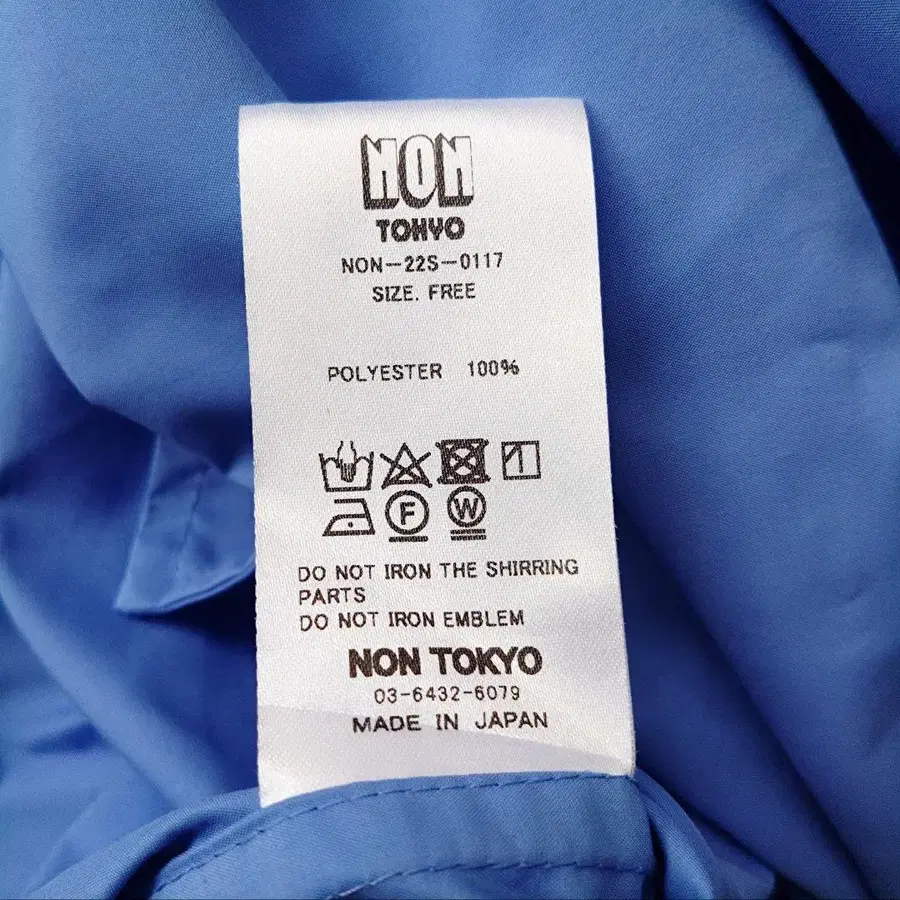 NON
TOKYO
NON-22S-0117
SIZE. FREE
POLYESTER 100%
F W
DO NOT IRON THE SHIRRING
PARTS
DO NOT IRON EMBLEM
NON TOKYO
03-6432-6079
MADE IN JAPAN